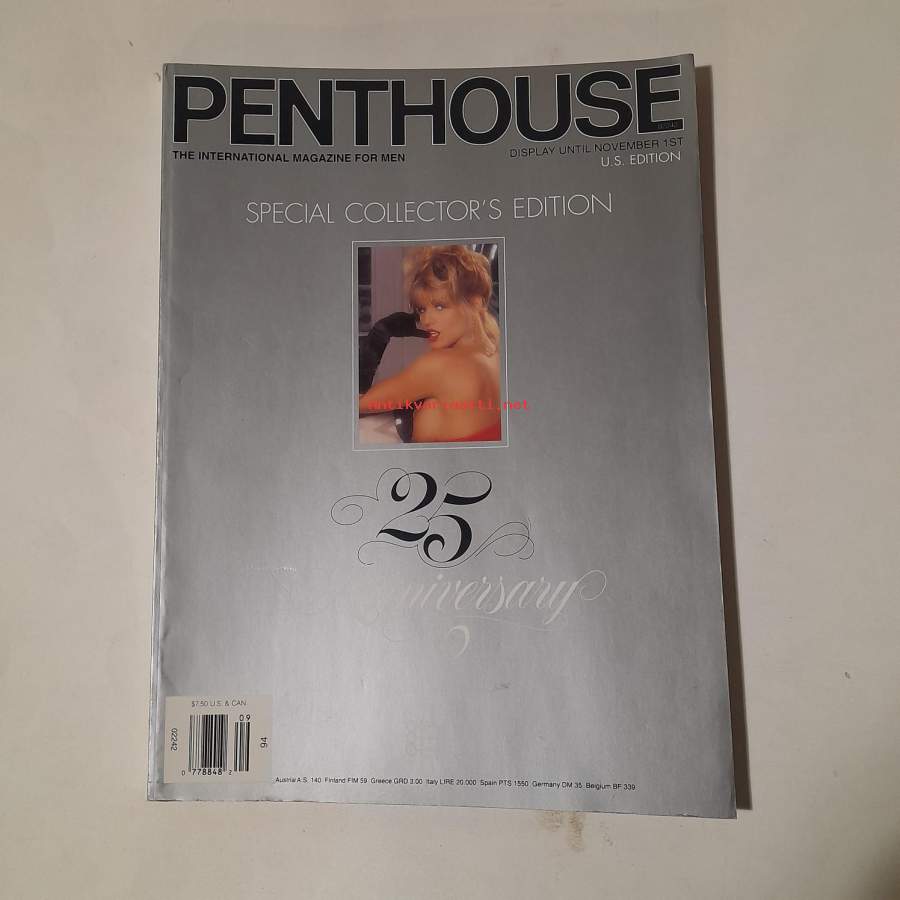 PENTHOUSE
THE INTERNATIONAL MAGAZINE FOR MEN
DISPLAY UNTIL NOVEMBER 1ST
U.S. EDITION
SPECIAL COLLECTOR'S EDITION
antikvariaatti.net
25
$7.50 U.S. & CAN
02242
09
94
0 778848 2
Austria A.S. 140 Finland FIM 59 Greece GRD 3.00 Italy LIRE 20.000 Spain PTS 1550 Germany DM 35 Belgium BF 339